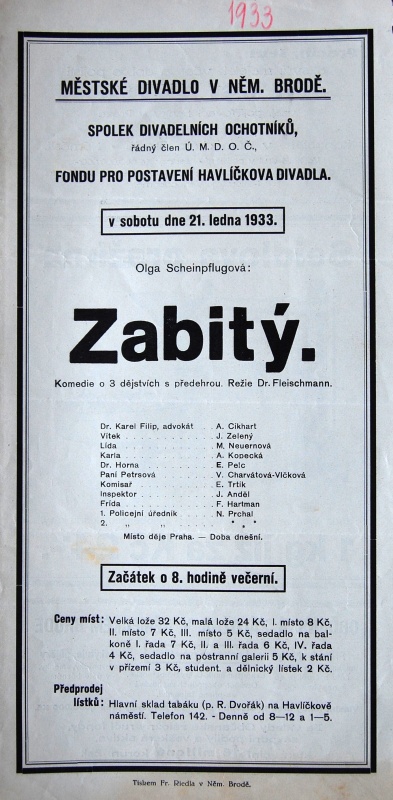 1933
MĚSTSKÉ DIVADLO V NĚM. BRODĚ.
SPOLEK DIVADELNÍCH OCHOTNÍKŮ,
řádný člen Ú. M. D. O. Č.,
FONDU PRO POSTAVENÍ HAVLÍČKOVA DIVADLA.
v sobotu dne 21. ledna 1933.
Olga Scheinpflugová:
Zabitý.
Komedie o 3 dějstvích s předehrou. Režie Dr. Fleischmann.
Dr. Karel Filip, advokát . . A. Cikhart
Vítek . . . . . . . . . . . J. Zelený
Lída . . . . . . . . . . . M. Neuernová
Karla . . . . . . . . . . . A. Kopecká
Dr. Horna . . . . . . . . . E. Pelc
Paní Petrsová . . . . . . . V. Charvátová-Vlčková
Komisař . . . . . . . . . . E. Trtík
Inspektor . . . . . . . . . J. Anděl
Frída . . . . . . . . . . . F. Hartman
1. Policejní úředník . . . . N. Prchal
2. „ „ . . . . . . . * * *
Místo děje Praha. — Doba dnešní.
Začátek o 8. hodině večerní.
Ceny míst: Velká lože 32 Kč, malá lože 24 Kč, I. místo 8 Kč,
II. místo 7 Kč, III. místo 5 Kč, sedadlo na bal-
koně I. řada 7 Kč, II. a III. řada 6 Kč, IV. řada
4 Kč, sedadlo na postranní galerii 5 Kč, k stání
v přízemí 3 Kč, student. a dělnický lístek 2 Kč.
Předprodej
lístků: Hlavní sklad tabáku (p. R. Dvořák) na Havlíčkově
náměstí. Telefon 142. - Denně od 8—12 a 1—5.
Tiskem Fr. Riedla v Něm. Brodě.